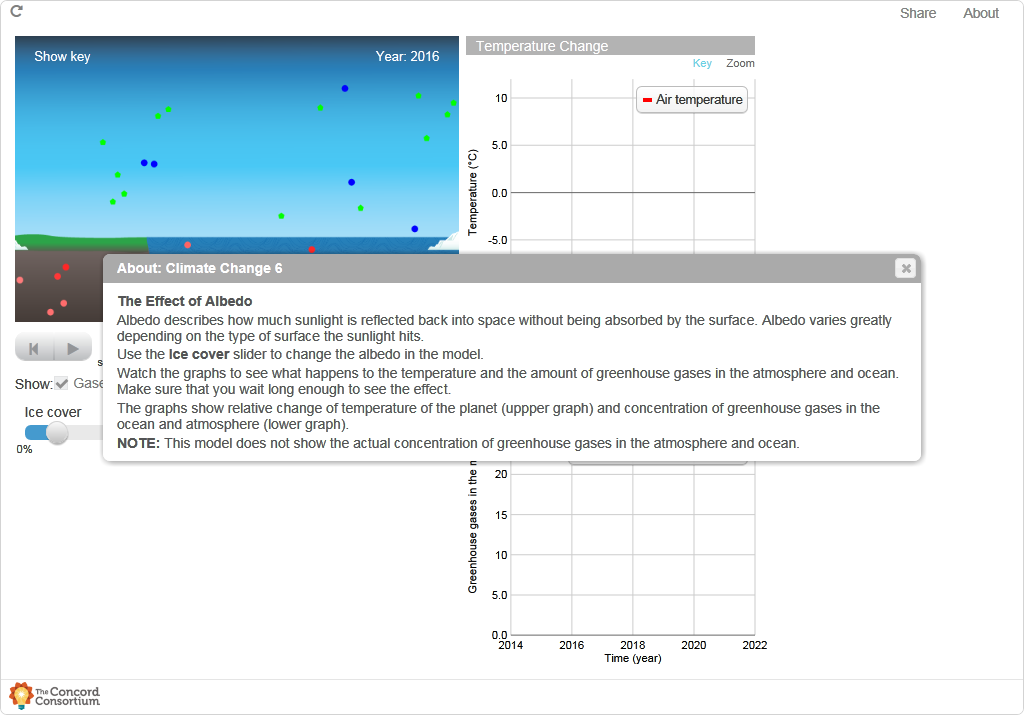 Share About
Show key
Year: 2016
Temperature Change
Key Zoom
Air temperature
10
5.0
0.0
-5.0
Temperature (°C)
About: Climate Change 6
The Effect of Albedo
Albedo describes how much sunlight is reflected back into space without being absorbed by the surface. Albedo varies greatly
depending on the type of surface the sunlight hits.
Use the Ice cover slider to change the albedo in the model.
Watch the graphs to see what happens to the temperature and the amount of greenhouse gases in the atmosphere and ocean.
Make sure that you wait long enough to see the effect.
The graphs show relative change of temperature of the planet (uppper graph) and concentration of greenhouse gases in the
ocean and atmosphere (lower graph).
NOTE: This model does not show the actual concentration of greenhouse gases in the atmosphere and ocean.
Show: Gase
Ice cover
0%
Greenhouse gases in the
20
15
10
5.0
0.0
2014 2016 2018 2020 2022
Time (year)
The Concord
Consortium